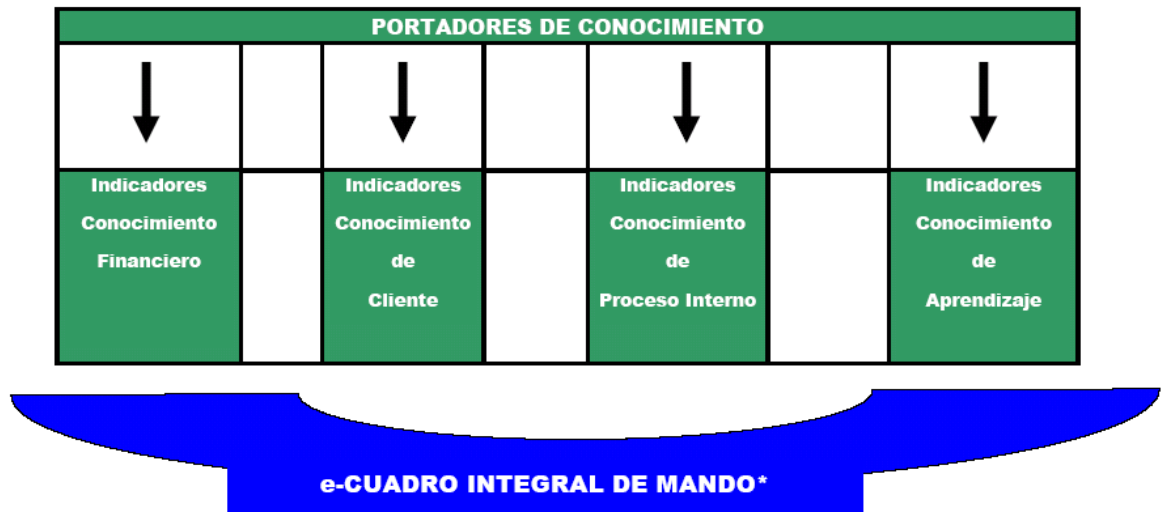 PORTADORES DE CONOCIMIENTO
Indicadores
Conocimiento
Financiero
Indicadores
Conocimiento
de
Cliente
Indicadores
Conocimiento
de
Proceso Interno
Indicadores
Conocimiento
de
Aprendizaje
e-CUADRO INTEGRAL DE MANDO*